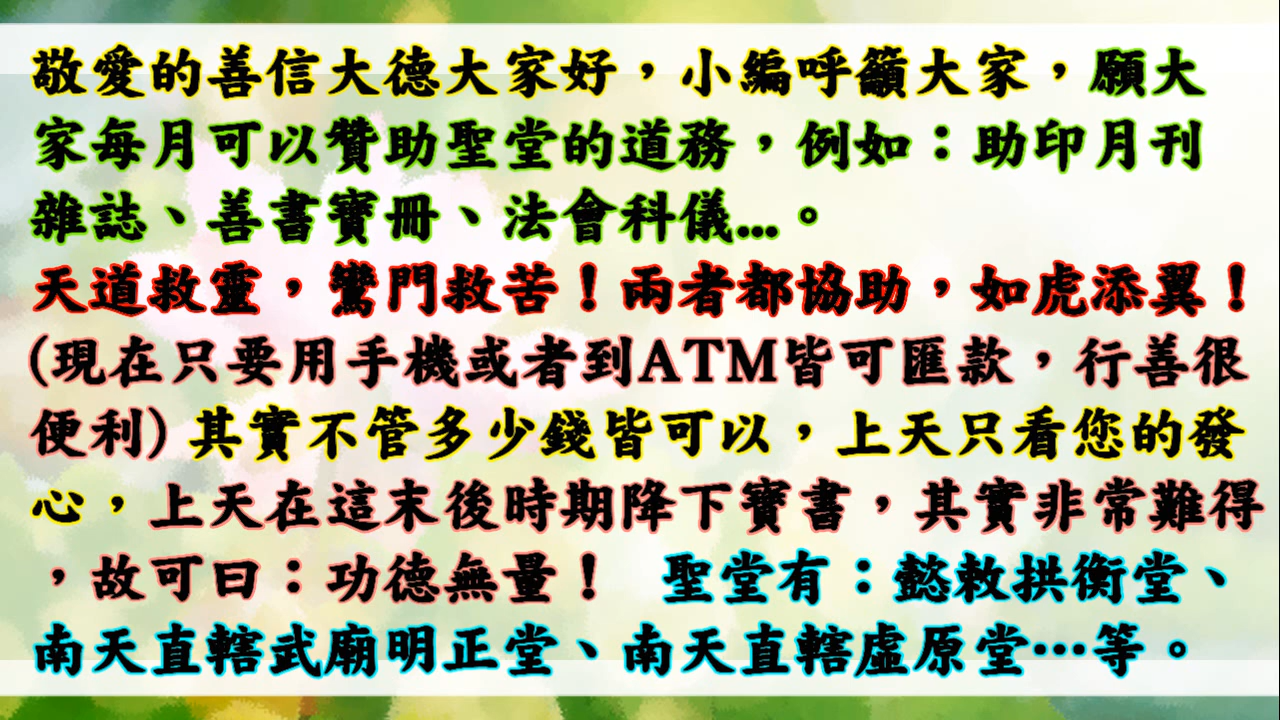 敬愛的善信大德大家好，小編呼籲大家，願大
家每月可以贊助聖堂的道務，例如：助印月刊
雜誌、善書寶冊、法會科儀...。
天道救靈，鸞門救苦！兩者都協助，如虎添翼！
(現在只要用手機或者到ATM皆可匯款，行善很
便利) 其實不管多少錢皆可以，上天只看您的發
心，上天在這末後時期降下寶書，其實非常難得
，故可曰：功德無量！ 聖堂有：懿敕拱衡堂、
南天直轄武廟明正堂、南天直轄虛原堂…等。